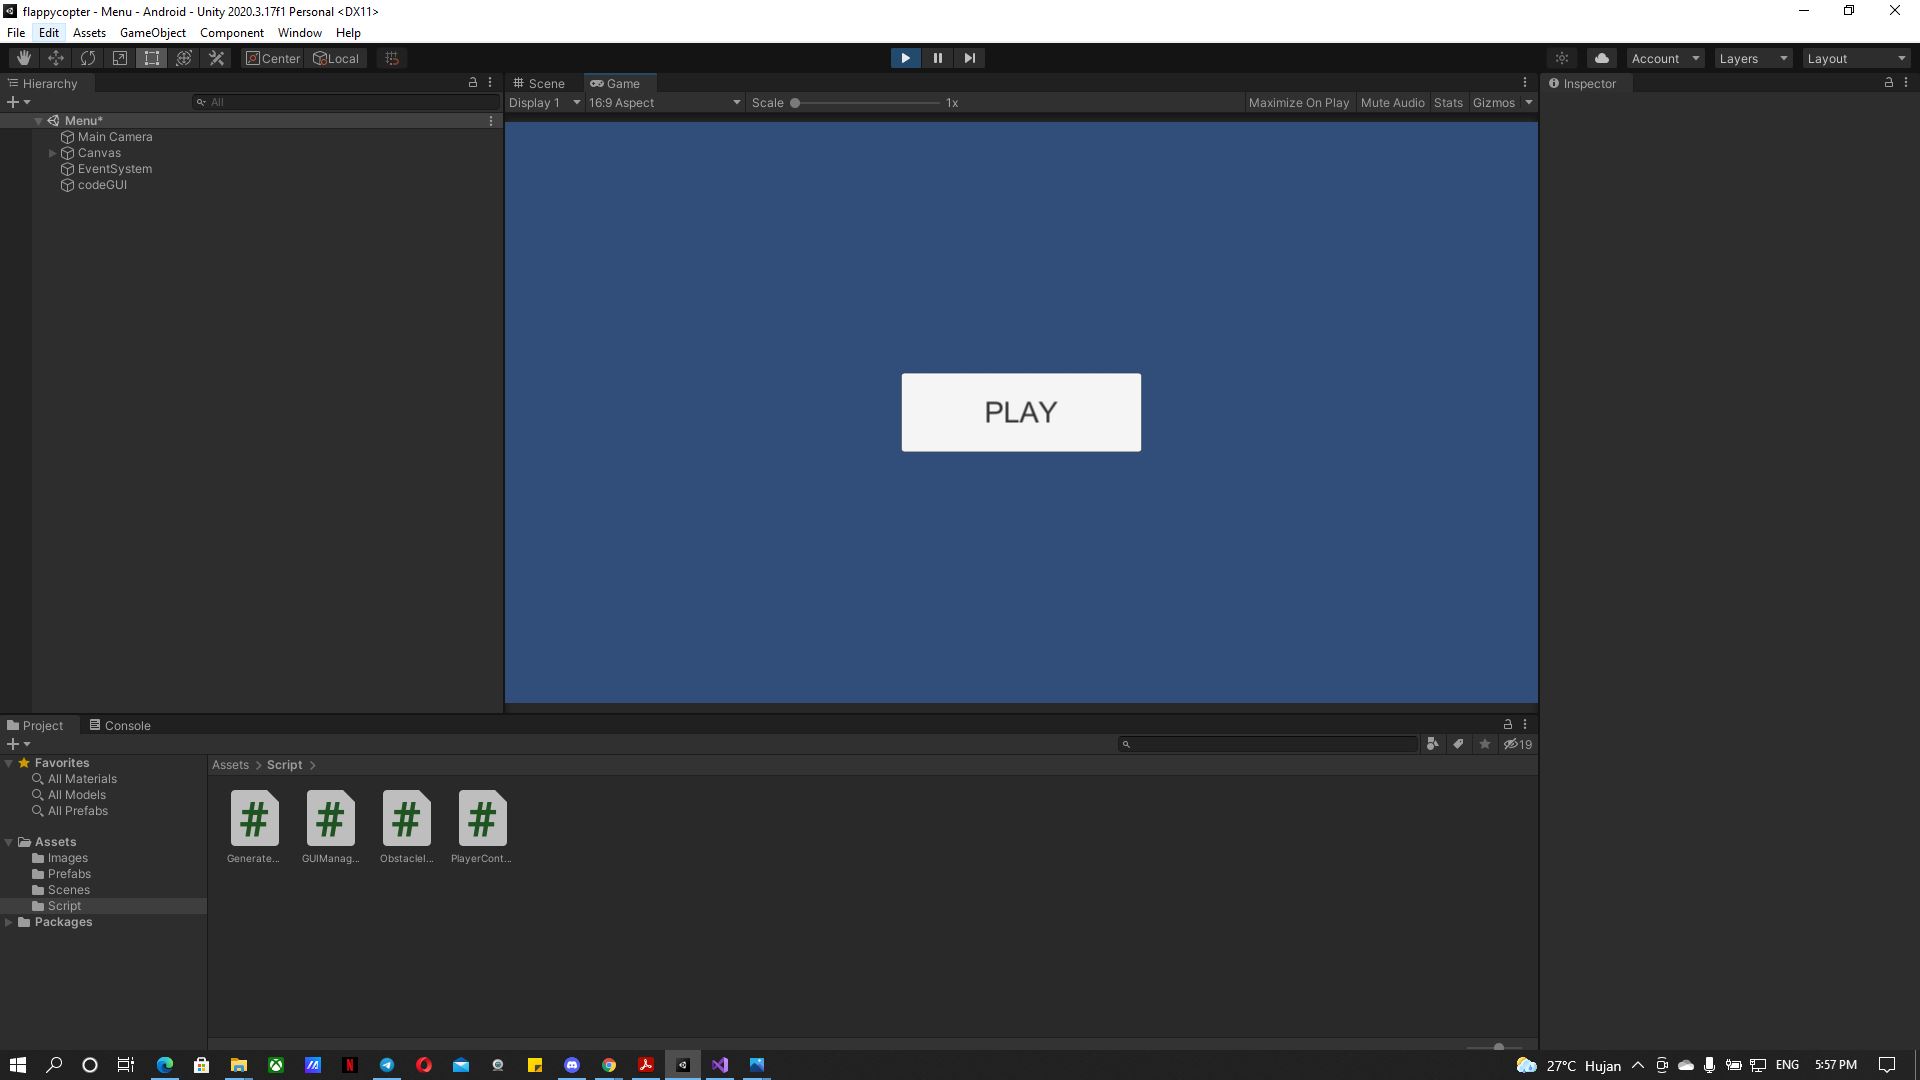 flappycopter - Menu - Android - Unity 2020.3.17f1 Personal <DX11>
File Edit Assets GameObject Component Window Help
Center Local
Account Layers Layout
Hierarchy
All
Menu*
Main Camera
Canvas
EventSystem
codeGUI
Scene Game
Display 1 16:9 Aspect Scale 1x Maximize On Play Mute Audio Stats Gizmos
PLAY
Inspector
Project Console
19
Favorites
All Materials
All Models
All Prefabs
Assets
Images
Prefabs
Scenes
Script
Packages
Assets > Script >
Generate... GUIManag... ObstacleI... PlayerCont...
27°C Hujan ENG 5:57 PM